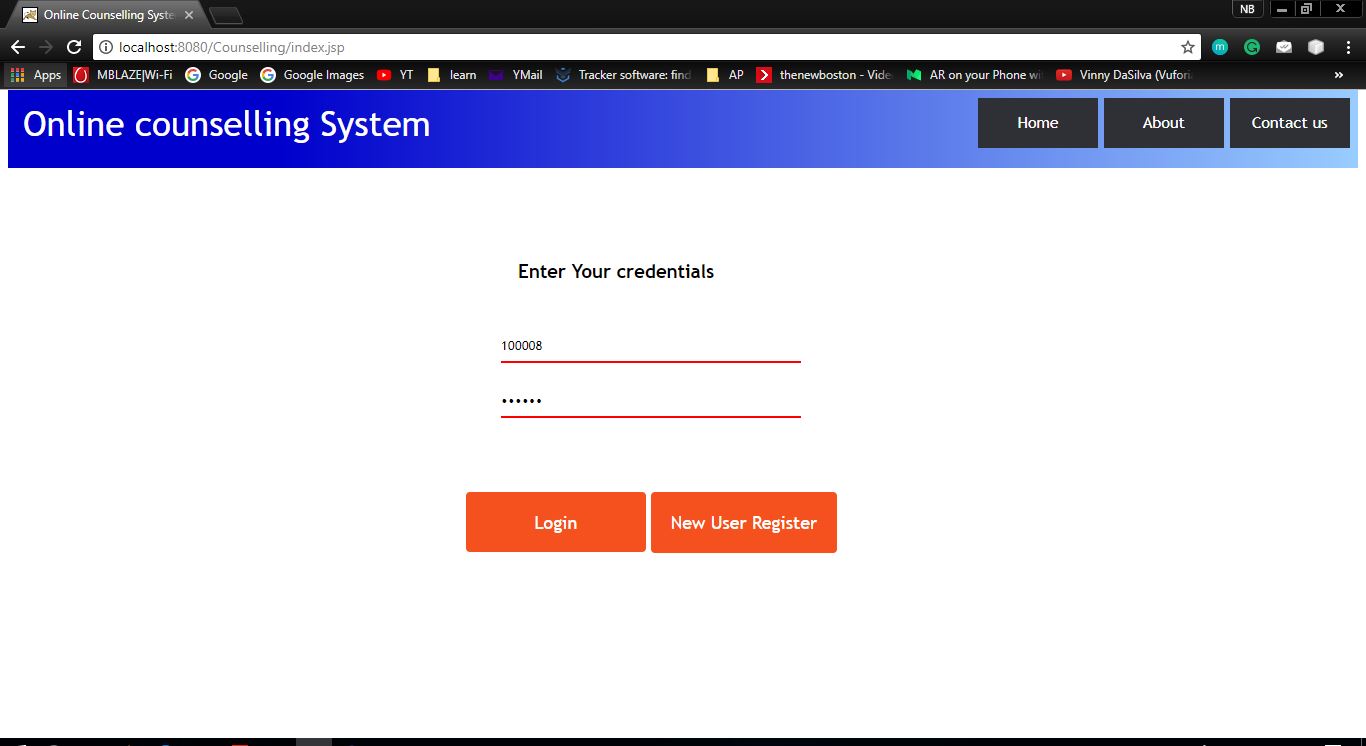 Online Counselling Syste
NB
localhost:8080/Counselling/index.jsp
Apps MBLAZE|Wi-Fi Google Google Images YT learn YMail Tracker software: find AP thenewboston - Vide AR on your Phone wi Vinny DaSilva (Vufori »
Online counselling System Home About Contact us
Enter Your credentials
100008
••••••
Login New User Register